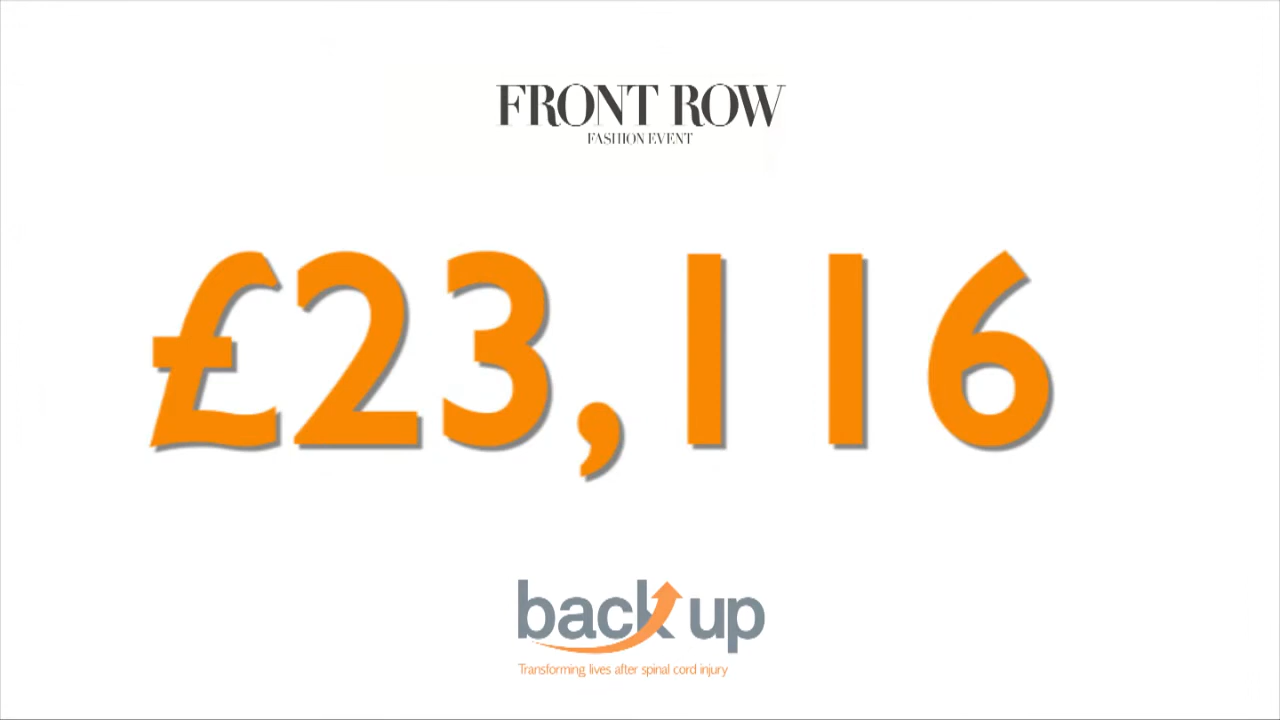 FRONT ROW
FASHION EVENT
£23,116
back up
Transforming lives after spinal cord injury